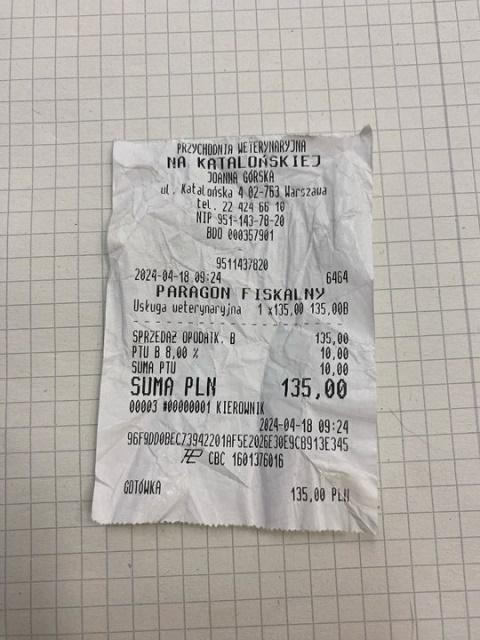 PRZYCHODNIA WETERYNARYJNA
NA KATALOŃSKIEJ
JOANNA GÓRSKA
ul. Katalońska 4 02-763 Warszawa
tel. 22 424 66 10
NIP 951-143-78-20
BDO 000357901
9511437820
2024-04-18 09:24 6464
PARAGON FISKALNY
Usługa weterynaryjna 1 x135,00 135,00B
SPRZEDAŻ OPODATK. B 135,00
PTU B 8,00 % 10,00
SUMA PTU 10,00
SUMA PLN 135,00
00003 #00000001 KIEROWNIK
2024-04-18 09:24
96F9DD0BEC73942201AF5E2026E30E9CB913E345
CBC 1601376016
GOTÓWKA 135,00 PLN